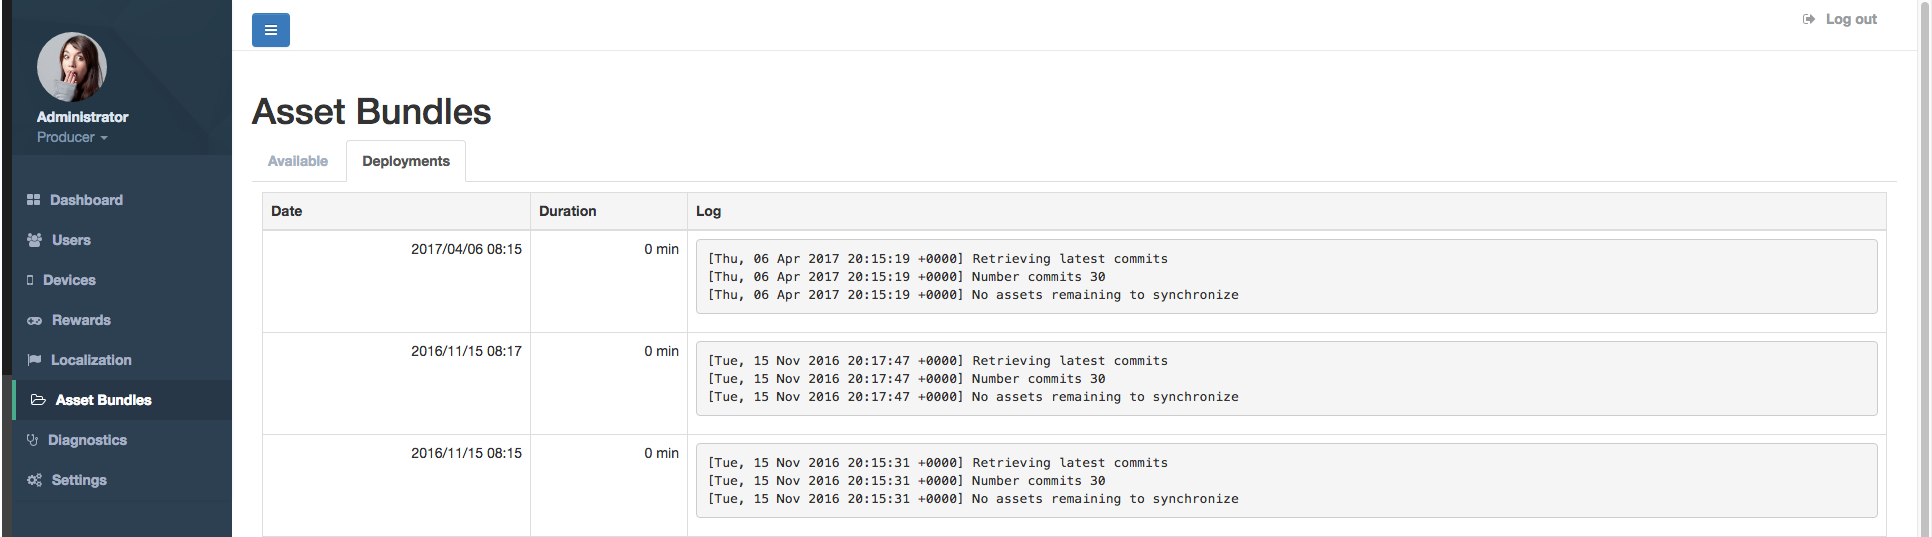 Log out
Administrator
Producer
Dashboard
Users
Devices
Rewards
Localization
Asset Bundles
Diagnostics
Settings
Asset Bundles
Available Deployments
Date Duration Log
2017/04/06 08:15 0 min
[Thu, 06 Apr 2017 20:15:19 +0000] Retrieving latest commits
[Thu, 06 Apr 2017 20:15:19 +0000] Number commits 30
[Thu, 06 Apr 2017 20:15:19 +0000] No assets remaining to synchronize
2016/11/15 08:17 0 min
[Tue, 15 Nov 2016 20:17:47 +0000] Retrieving latest commits
[Tue, 15 Nov 2016 20:17:47 +0000] Number commits 30
[Tue, 15 Nov 2016 20:17:47 +0000] No assets remaining to synchronize
2016/11/15 08:15 0 min
[Tue, 15 Nov 2016 20:15:31 +0000] Retrieving latest commits
[Tue, 15 Nov 2016 20:15:31 +0000] Number commits 30
[Tue, 15 Nov 2016 20:15:31 +0000] No assets remaining to synchronize